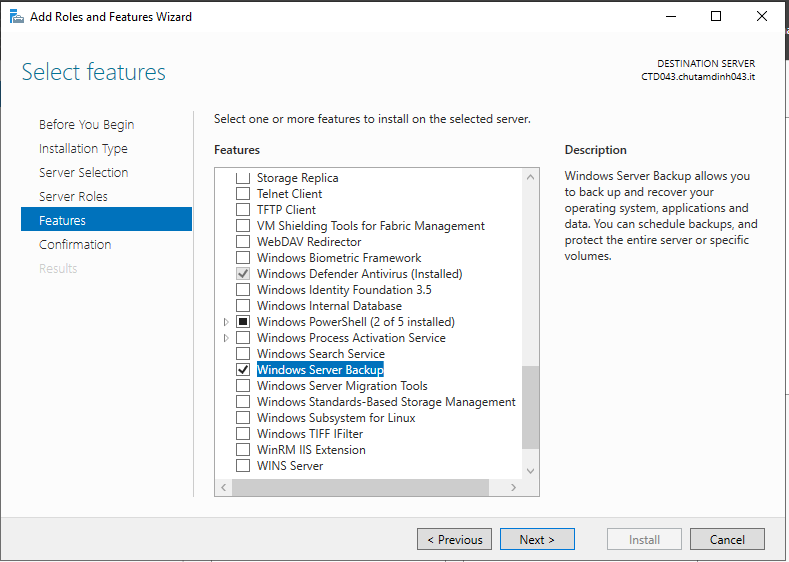 Add Roles and Features Wizard
Select features
DESTINATION SERVER
CTD043.chutamdinh043.it
Before You Begin
Installation Type
Server Selection
Server Roles
Features
Confirmation
Results
Select one or more features to install on the selected server.
Features
Storage Replica
Telnet Client
TFTP Client
VM Shielding Tools for Fabric Management
WebDAV Redirector
Windows Biometric Framework
Windows Defender Antivirus (Installed)
Windows Identity Foundation 3.5
Windows Internal Database
Windows PowerShell (2 of 5 installed)
Windows Process Activation Service
Windows Search Service
Windows Server Backup
Windows Server Migration Tools
Windows Standards-Based Storage Management
Windows Subsystem for Linux
Windows TIFF IFilter
WinRM IIS Extension
WINS Server
Description
Windows Server Backup allows you
to back up and recover your
operating system, applications and
data. You can schedule backups, and
protect the entire server or specific
volumes.
< Previous
Next >
Install
Cancel